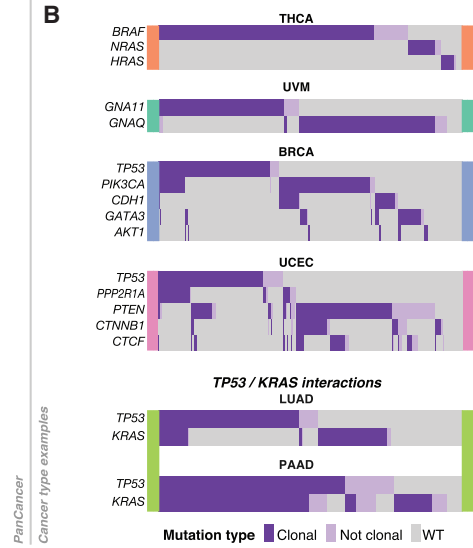 B
THCA
BRAF
NRAS
HRAS
UVM
GNA11
GNAQ
BRCA
TP53
PIK3CA
CDH1
GATA3
AKT1
UCEC
TP53
PPP2R1A
PTEN
CTNNB1
CTCF
TP53 / KRAS interactions
LUAD
TP53
KRAS
PAAD
TP53
KRAS
Mutation type Clonal Not clonal WT
PanCancer
Cancer type examples